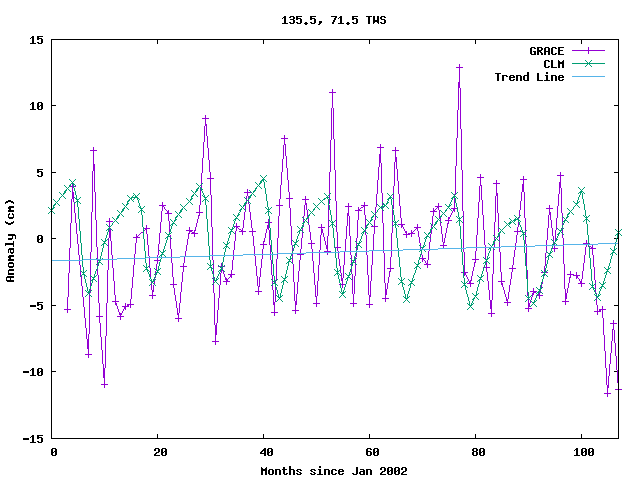 135.5, 71.5 TWS
GRACE
CLM
Trend Line
15
10
5
0
-5
-10
-15
Anomaly (cm)
0 20 40 60 80 100
Months since Jan 2002